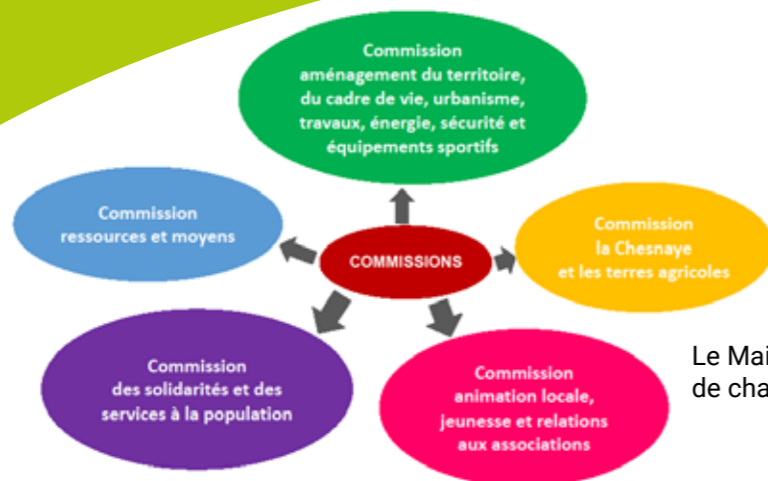 Commission
aménagement du territoire,
du cadre de vie, urbanisme,
travaux, énergie, sécurité et
équipements sportifs
Commission
ressources et moyens
COMMISSIONS
Commission
la Chesnaye
et les terres agricoles
Commission
des solidarités et des
services à la population
Commission
animation locale,
jeunesse et relations
aux associations
Le Mai
de cha